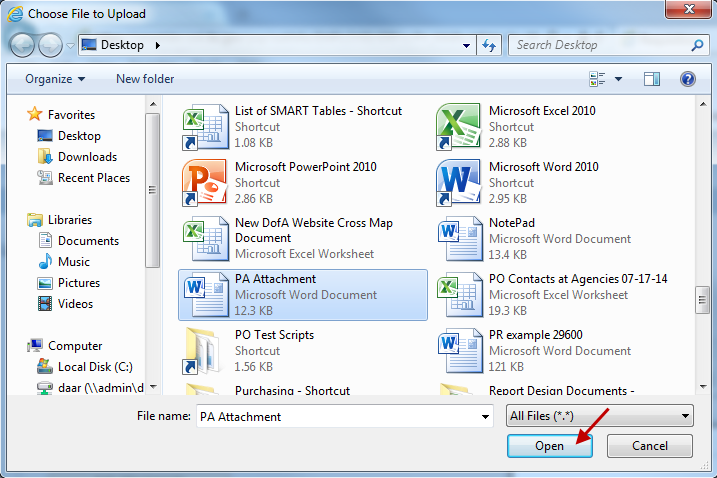 Choose File to Upload
Desktop
Search Desktop
Organize
New folder
Favorites
Desktop
Downloads
Recent Places
Libraries
Documents
Music
Pictures
Videos
Computer
Local Disk (C:)
daar (\\admin\d
List of SMART Tables - Shortcut
Shortcut
1.08 KB
Microsoft Excel 2010
Shortcut
2.88 KB
Microsoft PowerPoint 2010
Shortcut
2.86 KB
Microsoft Word 2010
Shortcut
2.95 KB
New DofA Website Cross Map
Document
Microsoft Excel Worksheet
NotePad
Microsoft Word Document
13.4 KB
PA Attachment
Microsoft Word Document
12.3 KB
PO Contacts at Agencies 07-17-14
Microsoft Excel Worksheet
19.3 KB
PO Test Scripts
Shortcut
1.56 KB
PR example 29600
Microsoft Word Document
121 KB
Purchasing - Shortcut
Report Design Documents -
File name: PA Attachment
All Files (*.*)
Open
Cancel